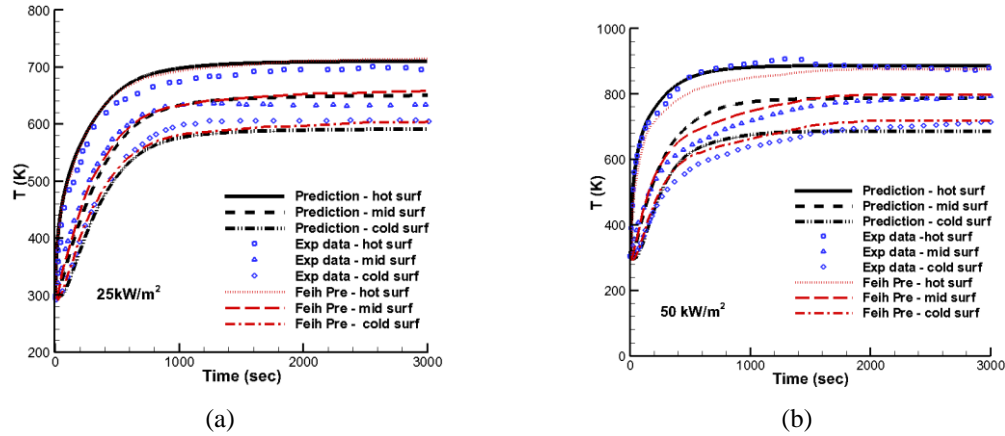 800
700
600
500
400
300
200
T (K)
Prediction - hot surf
Prediction - mid surf
Prediction - cold surf
Exp data - hot surf
Exp data - mid surf
Exp data - cold surf
Feih Pre - hot surf
Feih Pre - mid surf
Feih Pre - cold surf
25kW/m²
0 1000 2000 3000
Time (sec)
(a)
1000
800
600
400
200
0
T (K)
Prediction - hot surf
Prediction - mid surf
Prediction - cold surf
Exp data -hot surf
Exp data - mid surf
Exp data - cold surf
Feih Pre - hot surf
Feih Pre - mid surf
Feih Pre - cold surf
50 kW/m²
0 1000 2000 3000
Time (sec)
(b)